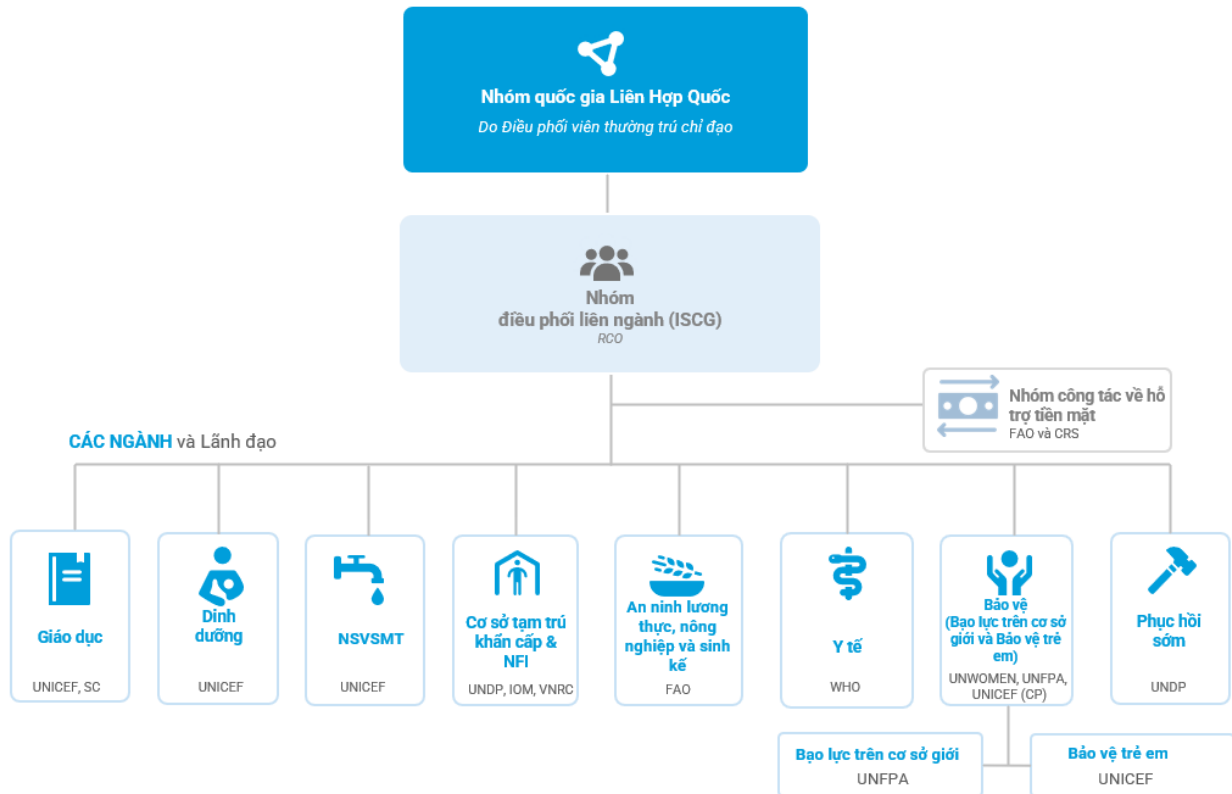 Nhóm quốc gia Liên Hợp Quốc
Do Điều phối viên thường trú chỉ đạo
Nhóm
điều phối liên ngành (ISCG)
RCO
Nhóm công tác về hỗ
trợ tiền mặt
FAO và CRS
CÁC NGÀNH và Lãnh đạo
Giáo dục
UNICEF, SC
Dinh
dưỡng
UNICEF
NSVSMT
UNICEF
Cơ sở tạm trú
khẩn cấp &
NFI
UNDP, IOM, VNRC
An ninh lương
thực, nông
nghiệp và sinh
kế
FAO
Y tế
WHO
Bảo vệ
(Bạo lực trên cơ sở
giới và Bảo vệ trẻ
em)
UNWOMEN, UNFPA,
UNICEF (CP)
Phục hồi
sớm
UNDP
Bạo lực trên cơ sở giới
UNFPA
Bảo vệ trẻ em
UNICEF